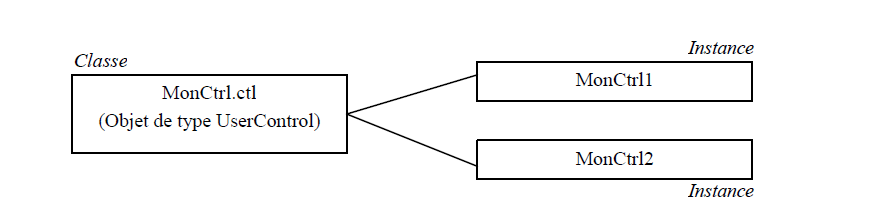 Classe
MonCtrl.ctl
(Objet de type UserControl)
Instance
MonCtrl1
MonCtrl2
Instance